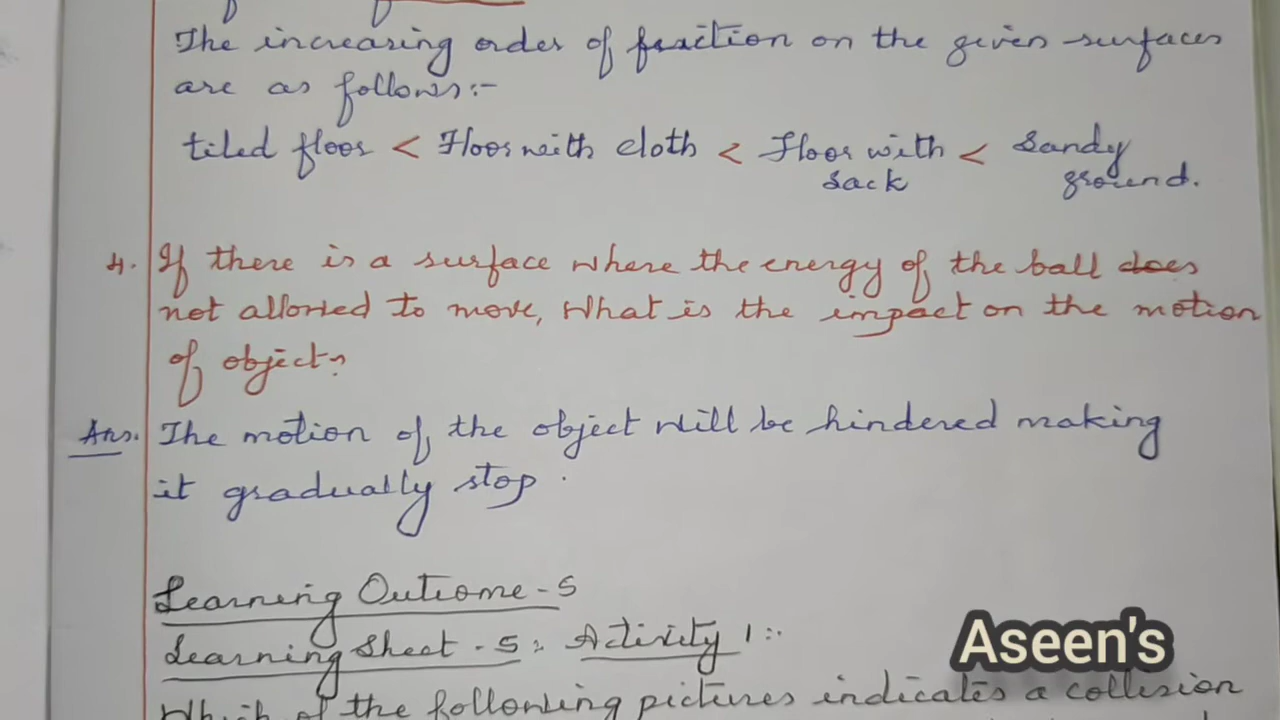 The increasing order of friction on the given surfaces
are as follows:-
tiled floor < Floor with cloth < Floor with < Sandy
sack ground.
4. If there is a surface where the energy of the ball does
not allowed to move, What is the impact on the motion
of object?
Ans. The motion of the object will be hindered making
it gradually stop.
Learning Outcome - 5
Learning Sheet - 5: Activity 1:-
Aseen's
Which of the following pictures indicates a collision